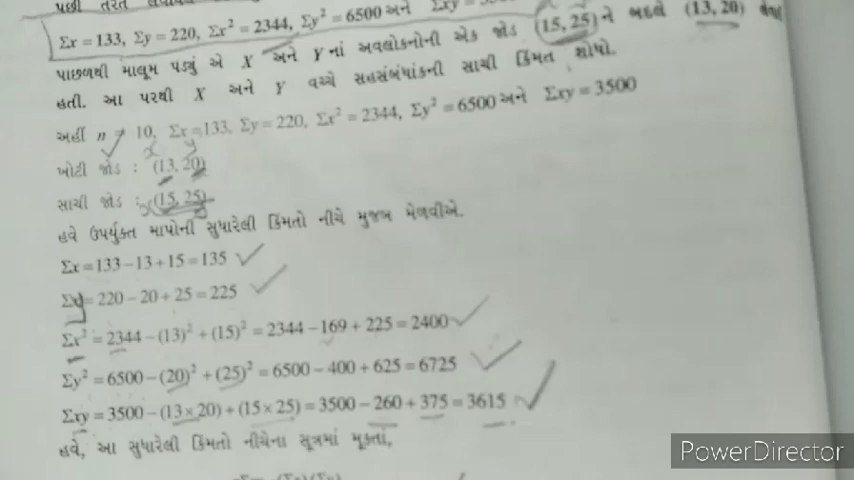 પછી તરત
Σx = 133, Σy = 220, Σx² = 2344, Σy² = 6500 અને Σxy
પાછળથી માલૂમ પડ્યું એ X અને Y નાં અવલોકનોની એક જોડ (15, 25) ને બદલે (13, 20) લેવાઈ
હતી. આ પરથી X અને Y વચ્ચે સહસંબંધાંકની સાચી કિંમત શોધો.
અહીં n = 10, Σx = 133, Σy = 220, Σx² = 2344, Σy² = 6500 અને Σxy = 3500
x y
ખોટી જોડ : (13, 20)
સાચી જોડ : (15, 25)
હવે ઉપર્યુક્ત માપોની સુધારેલી કિંમતો નીચે મુજબ મેળવીએ.
Σx = 133 – 13 + 15 = 135
Σy = 220 – 20 + 25 = 225
Σx² = 2344 – (13)² + (15)² = 2344 – 169 + 225 = 2400
Σy² = 6500 – (20)² + (25)² = 6500 – 400 + 625 = 6725
Σxy = 3500 – (13 × 20) + (15 × 25) = 3500 – 260 + 375 = 3615
હવે, આ સુધારેલી કિંમતો નીચેના સૂત્રમાં મૂકતાં,
PowerDirector